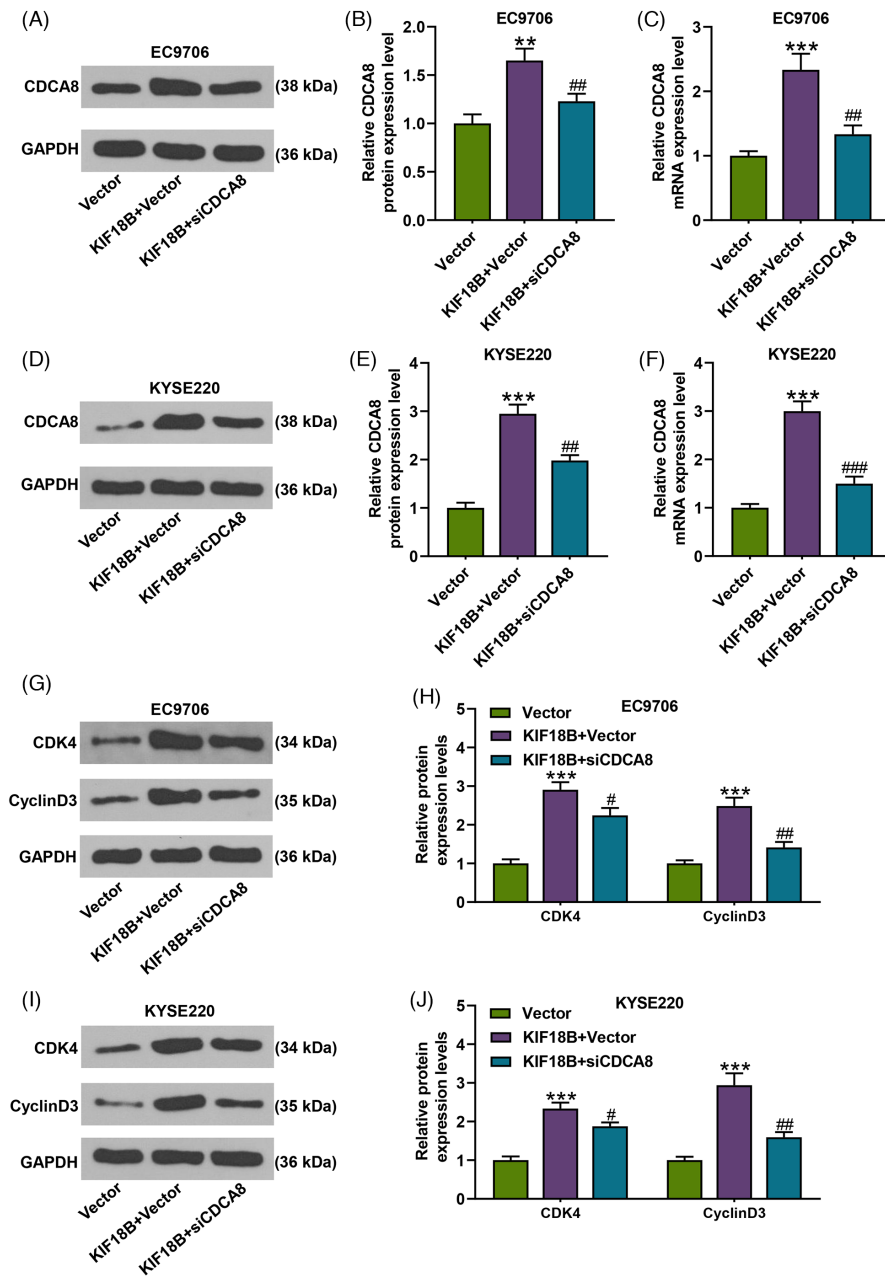 (A)
EC9706
CDCA8
(38 kDa)
GAPDH
(36 kDa)
Vector
KIF18B+Vector
KIF18B+siCDCA8
(B)
EC9706
Relative CDCA8
protein expression level
2.0
1.5
1.0
0.5
0.0
**
##
Vector
KIF18B+Vector
KIF18B+siCDCA8
(C)
EC9706
Relative CDCA8
mRNA expression level
3
2
1
0
***
##
Vector
KIF18B+Vector
KIF18B+siCDCA8
(D)
KYSE220
CDCA8
(38 kDa)
GAPDH
(36 kDa)
Vector
KIF18B+Vector
KIF18B+siCDCA8
(E)
KYSE220
Relative CDCA8
protein expression level
4
3
2
1
0
***
##
Vector
KIF18B+Vector
KIF18B+siCDCA8
(F)
KYSE220
Relative CDCA8
mRNA expression level
4
3
2
1
0
***
###
Vector
KIF18B+Vector
KIF18B+siCDCA8
(G)
EC9706
CDK4
(34 kDa)
CyclinD3
(35 kDa)
GAPDH
(36 kDa)
Vector
KIF18B+Vector
KIF18B+siCDCA8
(H)
EC9706
Relative protein
expression levels
5
4
3
2
1
0
Vector
KIF18B+Vector
KIF18B+siCDCA8
***
#
***
##
CDK4
CyclinD3
(I)
KYSE220
CDK4
(34 kDa)
CyclinD3
(35 kDa)
GAPDH
(36 kDa)
Vector
KIF18B+Vector
KIF18B+siCDCA8
(J)
KYSE220
Relative protein
expression levels
5
4
3
2
1
0
Vector
KIF18B+Vector
KIF18B+siCDCA8
***
#
***
##
CDK4
CyclinD3